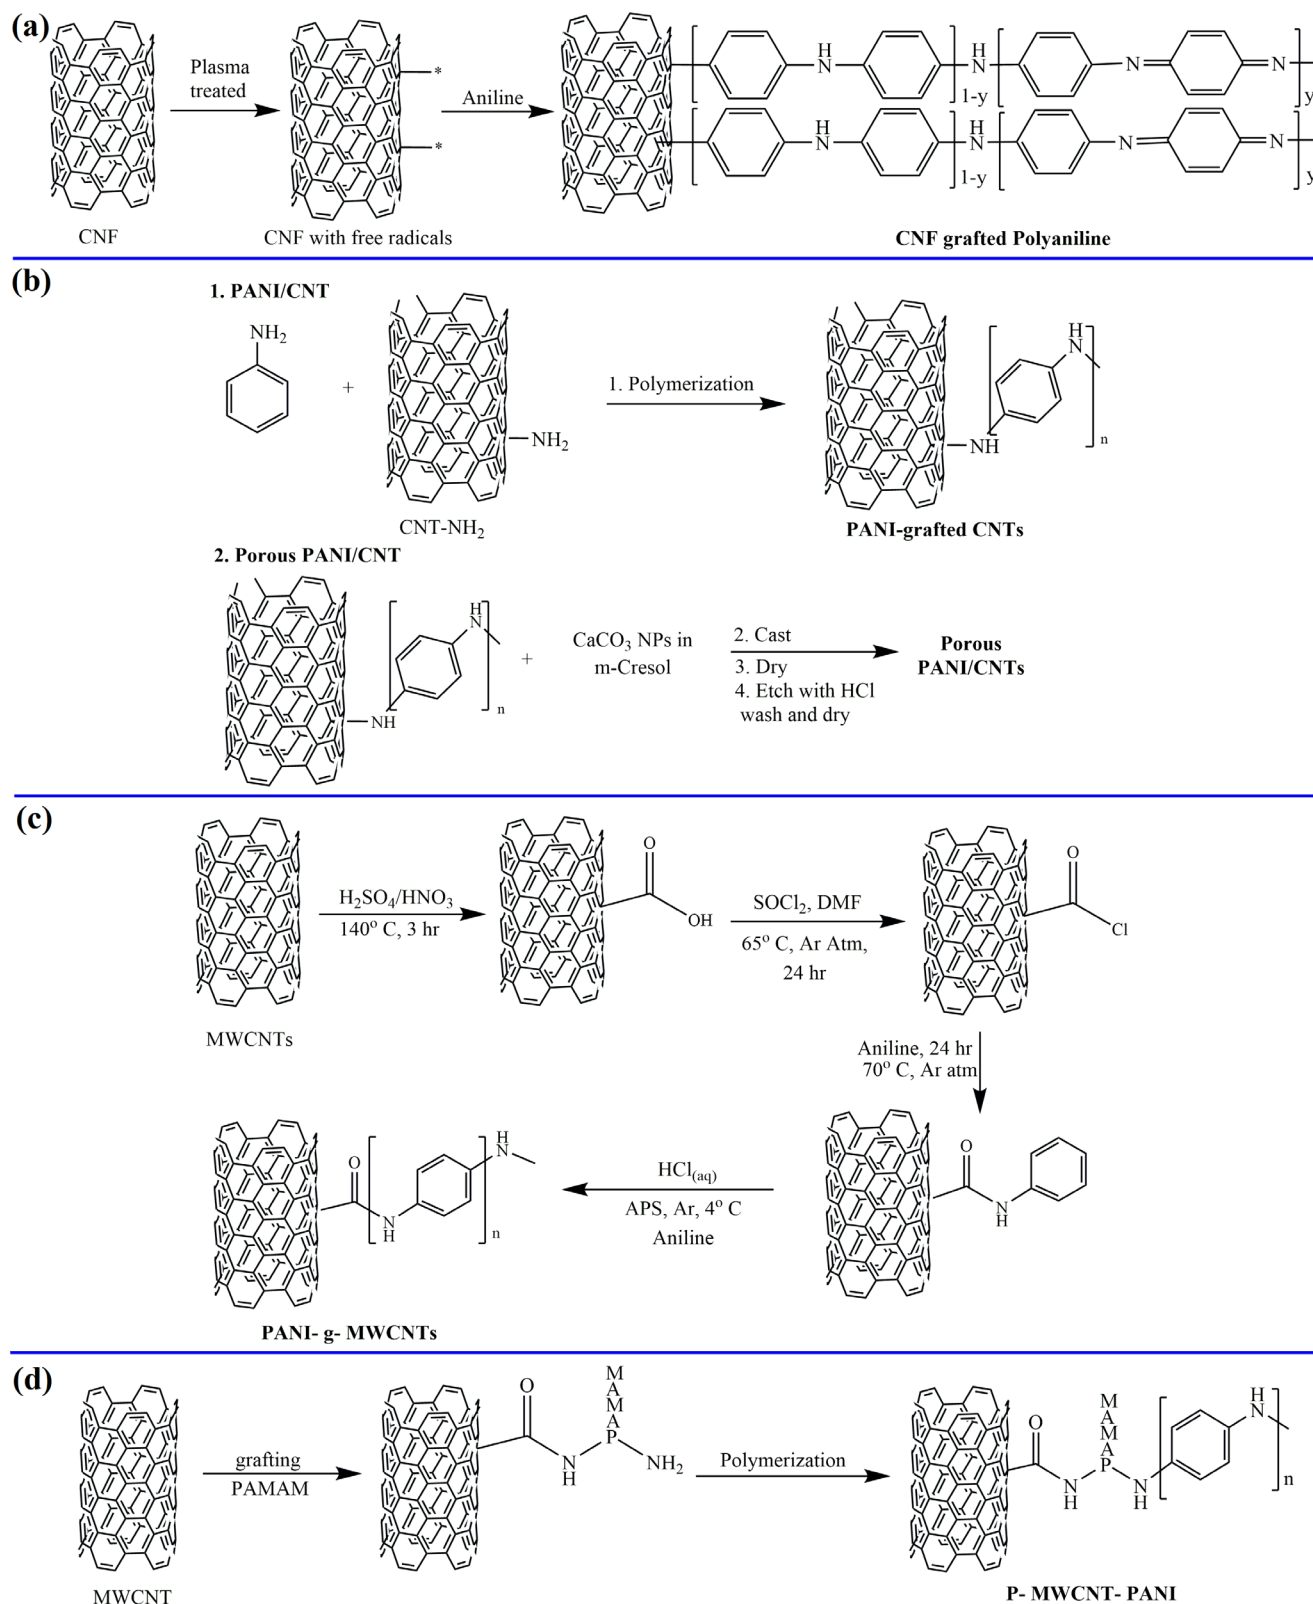 (a)
Plasma
treated
*
*
Aniline
H
N
H
N
N
N
1-y
y
H
N
H
N
N
N
1-y
y
CNF
CNF with free radicals
CNF grafted Polyaniline
(b)
1. PANI/CNT
NH2
+
NH2
1. Polymerization
H
N
NH
n
CNT-NH2
PANI-grafted CNTs
2. Porous PANI/CNT
H
N
NH
n
+
CaCO3 NPs in
m-Cresol
2. Cast
3. Dry
4. Etch with HCl
wash and dry
Porous
PANI/CNTs
(c)
H2SO4/HNO3
140o C, 3 hr
O
OH
SOCl2, DMF
65o C, Ar Atm,
24 hr
O
Cl
MWCNTs
Aniline, 24 hr
70o C, Ar atm
O
N
H
HCl(aq)
APS, Ar, 4o C
Aniline
O
N
H
H
N
n
PANI- g- MWCNTs
(d)
grafting
PAMAM
O
N
H
M
A
M
A
P
NH2
Polymerization
O
N
H
M
A
M
A
P
N
H
H
N
n
MWCNT
P- MWCNT- PANI